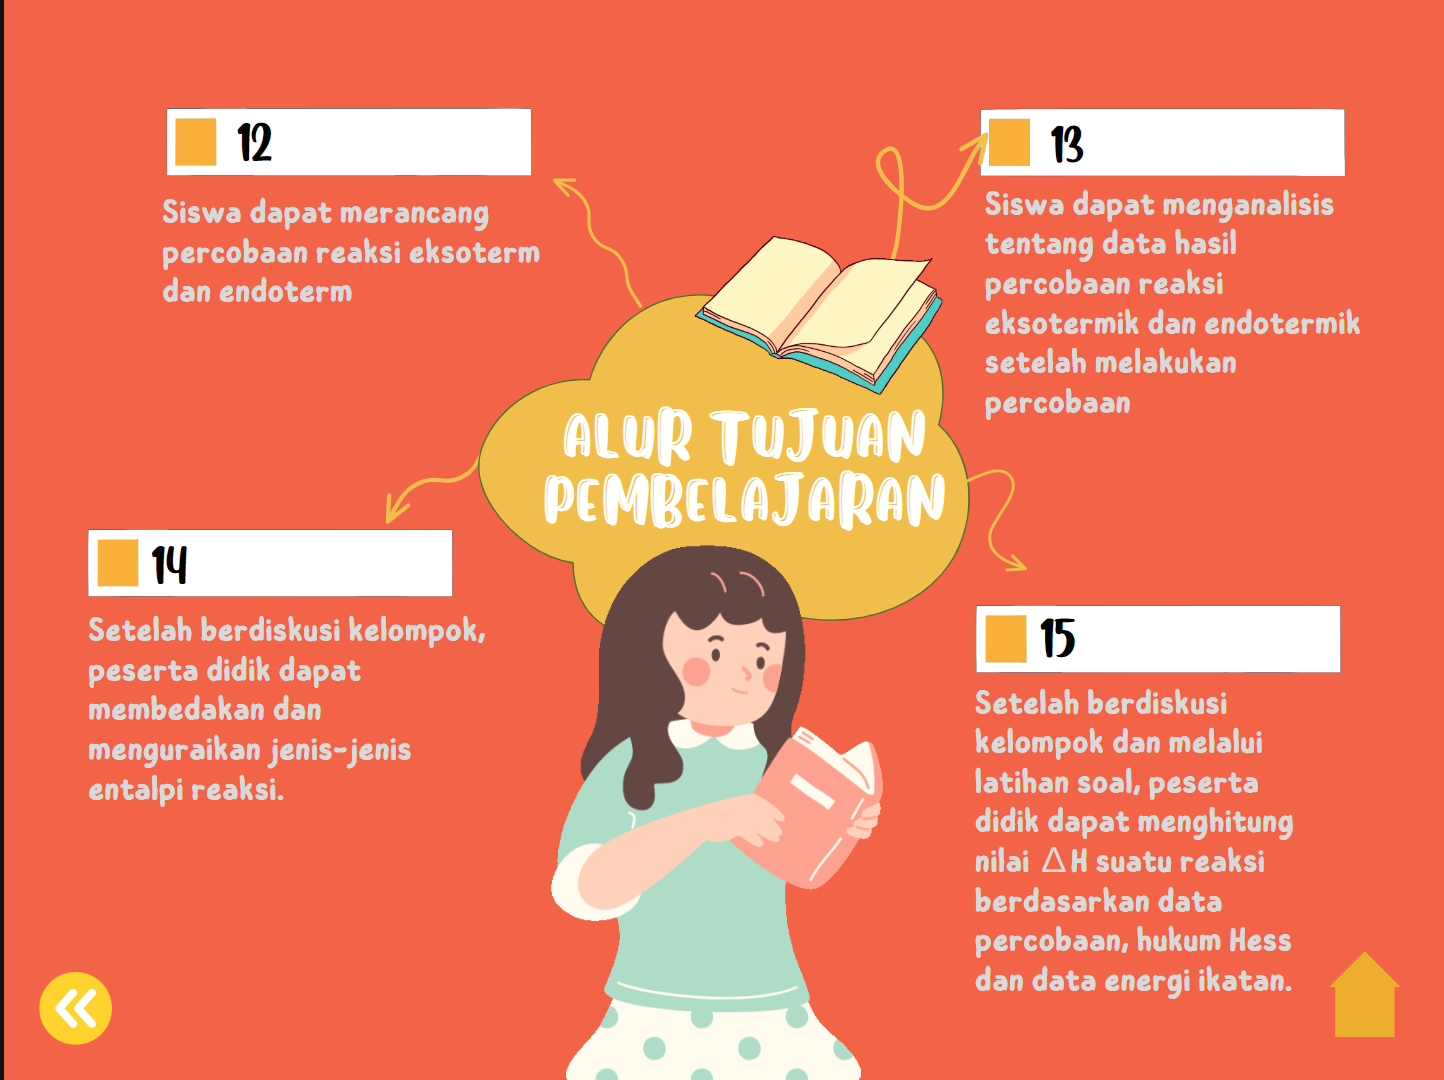 12
Siswa dapat merancang
percobaan reaksi eksoterm
dan endoterm
13
Siswa dapat menganalisis
tentang data hasil
percobaan reaksi
eksotermik dan endotermik
setelah melakukan
percobaan
ALUR TUJUAN
PEMBELAJARAN
14
Setelah berdiskusi kelompok,
peserta didik dapat
membedakan dan
menguraikan jenis-jenis
entalpi reaksi.
15
Setelah berdiskusi
kelompok dan melalui
latihan soal, peserta
didik dapat menghitung
nilai △H suatu reaksi
berdasarkan data
percobaan, hukum Hess
dan data energi ikatan.